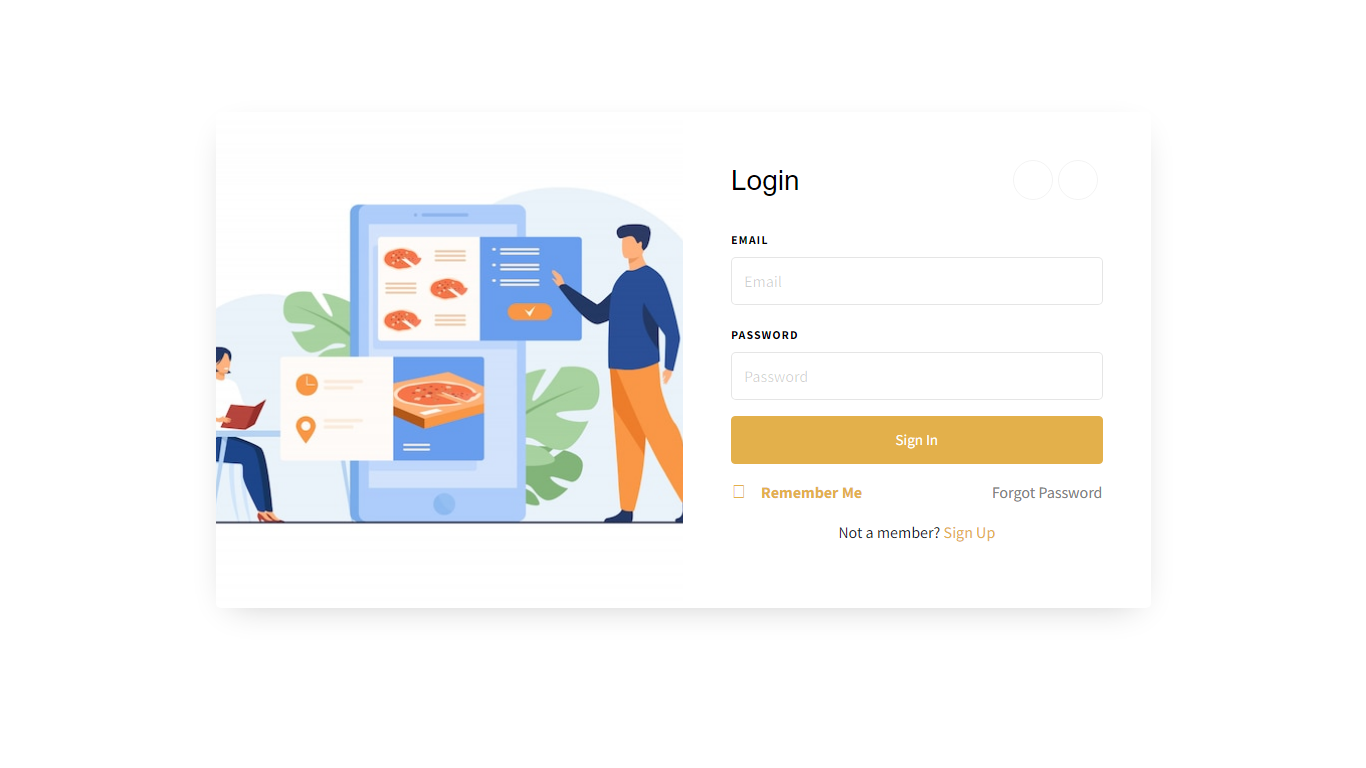 Login
EMAIL
Email
PASSWORD
Password
Sign In
Remember Me
Forgot Password
Not a member? Sign Up